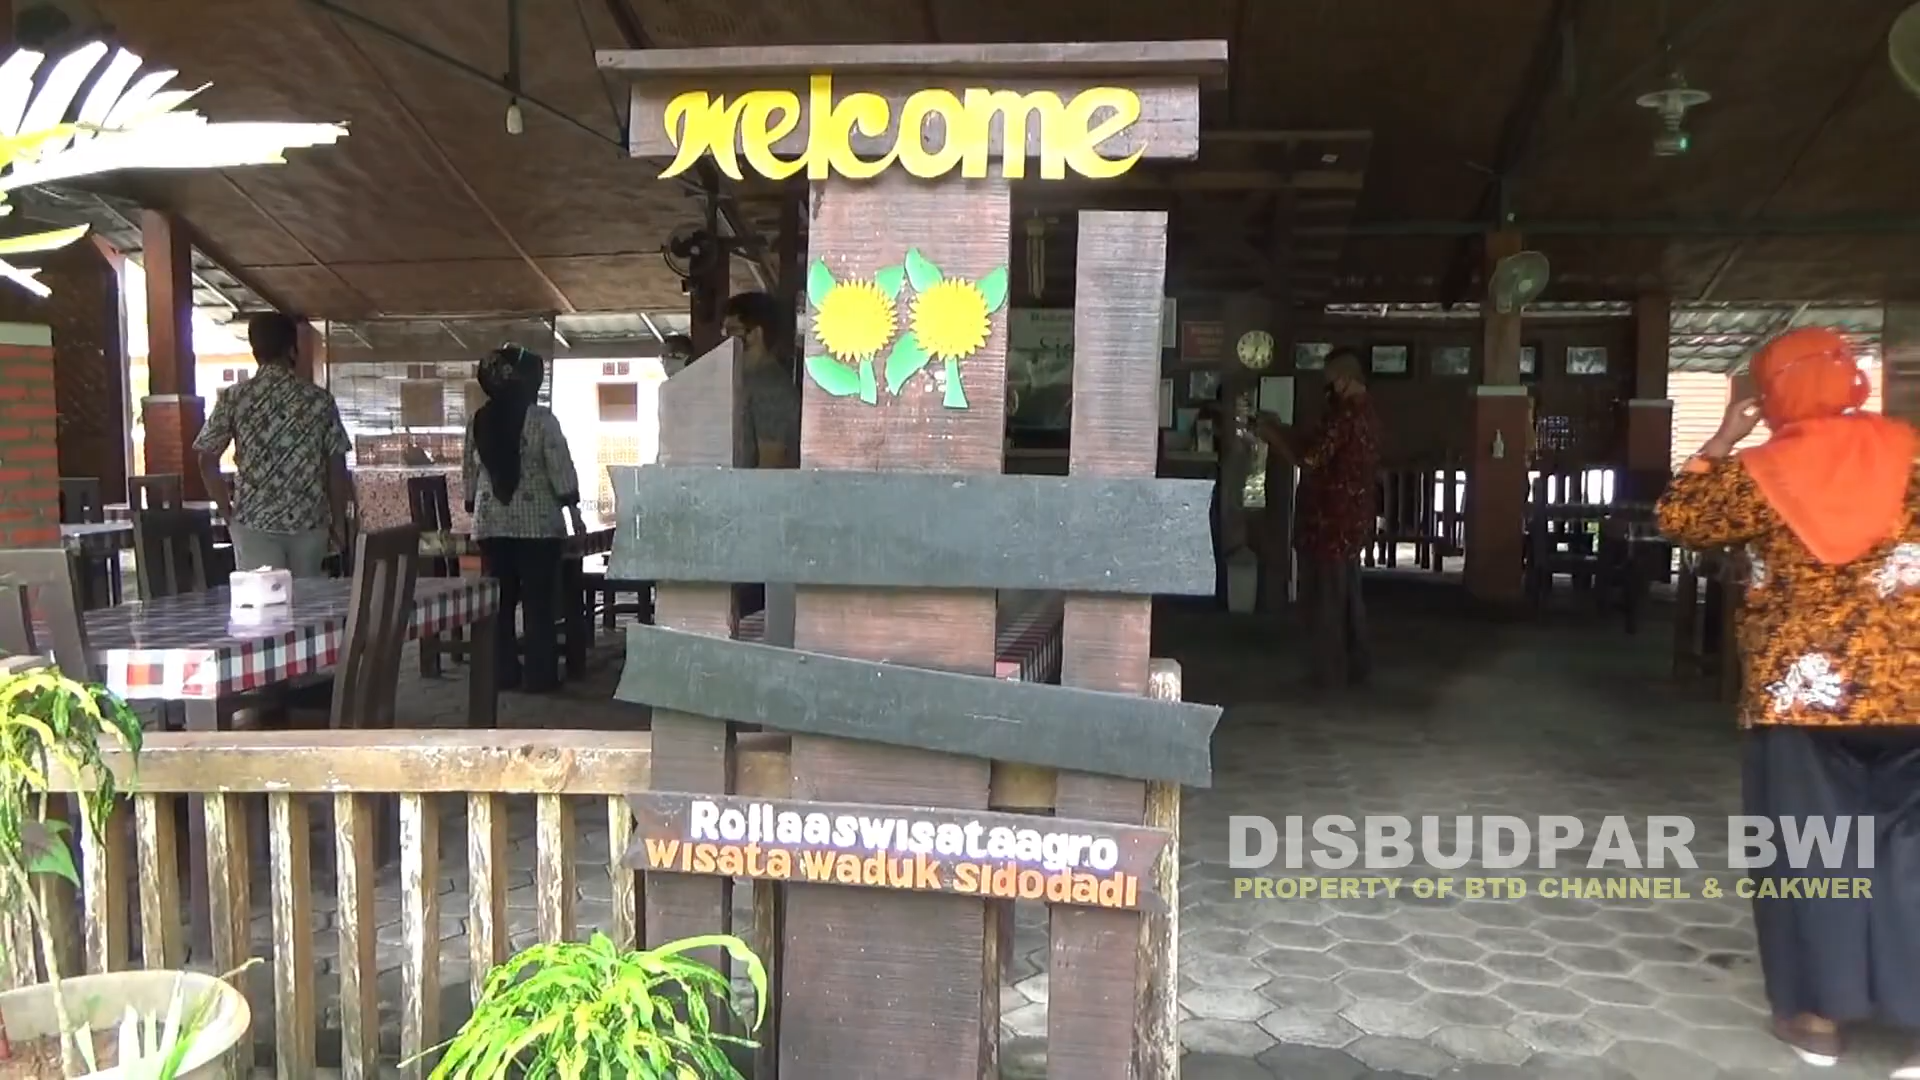 welcome
Rollaaswisataagro
wisata waduk sidodadi
DISBUDPAR BWI
PROPERTY OF BTD CHANNEL & CAKWER